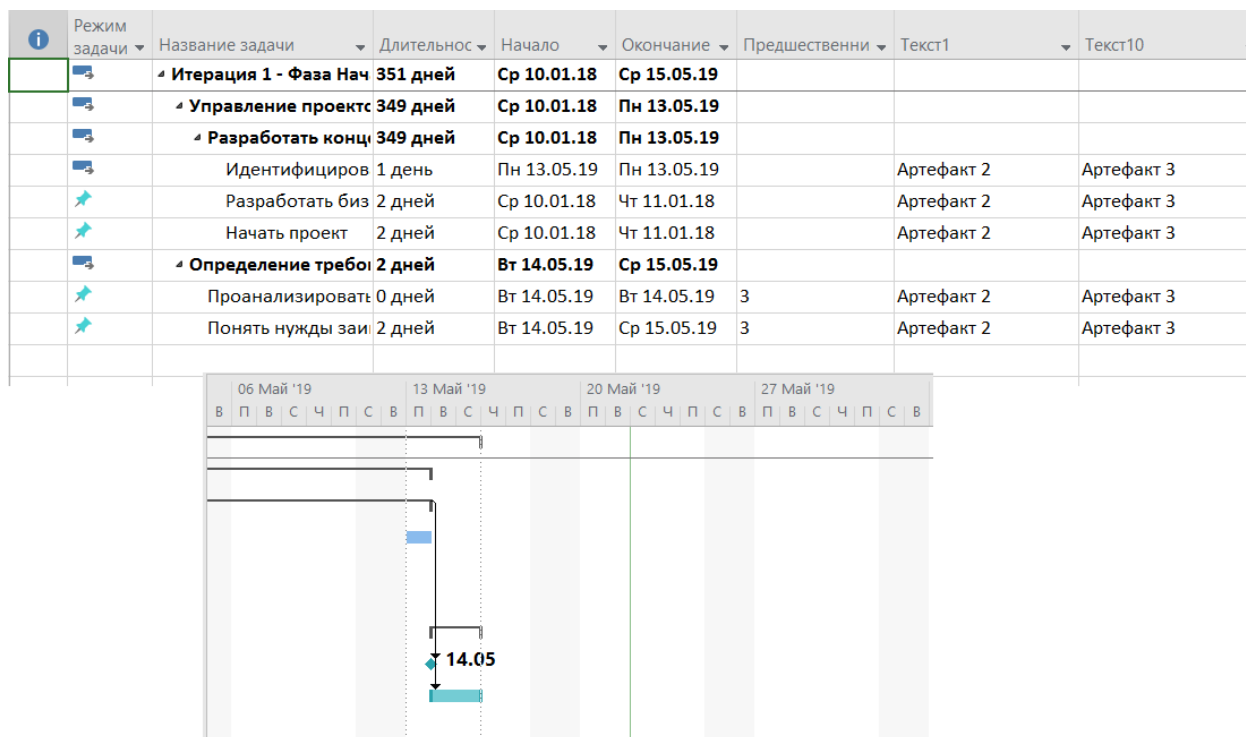 Режим
задачи Название задачи Длительнос Начало Окончание Предшественни Текст1 Текст10
Итерация 1 - Фаза Нач 351 дней Ср 10.01.18 Ср 15.05.19
Управление проекто 349 дней Ср 10.01.18 Пн 13.05.19
Разработать конце 349 дней Ср 10.01.18 Пн 13.05.19
Идентифициров 1 день Пн 13.05.19 Пн 13.05.19 Артефакт 2 Артефакт 3
Разработать биз 2 дней Ср 10.01.18 Чт 11.01.18 Артефакт 2 Артефакт 3
Начать проект 2 дней Ср 10.01.18 Чт 11.01.18 Артефакт 2 Артефакт 3
Определение требов 2 дней Вт 14.05.19 Ср 15.05.19
Проанализировать 0 дней Вт 14.05.19 Вт 14.05.19 3 Артефакт 2 Артефакт 3
Понять нужды заи 2 дней Вт 14.05.19 Ср 15.05.19 3 Артефакт 2 Артефакт 3
06 Май '19 13 Май '19 20 Май '19 27 Май '19
В П В С Ч П С В П В С Ч П С В П В С Ч П С В П В С Ч П С В
14.05